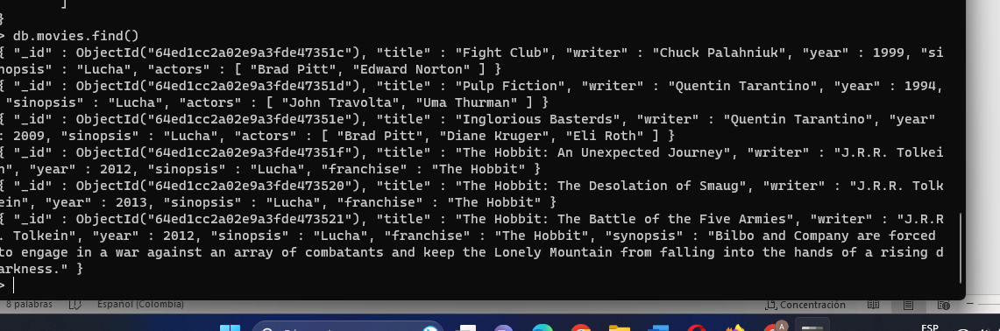 ]
}
> db.movies.find()
{ "_id" : ObjectId("64ed1cc2a02e9a3fde47351c"), "title" : "Fight Club", "writer" : "Chuck Palahniuk", "year" : 1999, "si
nopsis" : "Lucha", "actors" : [ "Brad Pitt", "Edward Norton" ] }
{ "_id" : ObjectId("64ed1cc2a02e9a3fde47351d"), "title" : "Pulp Fiction", "writer" : "Quentin Tarantino", "year" : 1994,
"sinopsis" : "Lucha", "actors" : [ "John Travolta", "Uma Thurman" ] }
{ "_id" : ObjectId("64ed1cc2a02e9a3fde47351e"), "title" : "Inglorious Basterds", "writer" : "Quentin Tarantino", "year"
: 2009, "sinopsis" : "Lucha", "actors" : [ "Brad Pitt", "Diane Kruger", "Eli Roth" ] }
{ "_id" : ObjectId("64ed1cc2a02e9a3fde47351f"), "title" : "The Hobbit: An Unexpected Journey", "writer" : "J.R.R. Tolkei
n", "year" : 2012, "sinopsis" : "Lucha", "franchise" : "The Hobbit" }
{ "_id" : ObjectId("64ed1cc2a02e9a3fde473520"), "title" : "The Hobbit: The Desolation of Smaug", "writer" : "J.R.R. Tolk
ein", "year" : 2013, "sinopsis" : "Lucha", "franchise" : "The Hobbit" }
{ "_id" : ObjectId("64ed1cc2a02e9a3fde473521"), "title" : "The Hobbit: The Battle of the Five Armies", "writer" : "J.R.R
. Tolkein", "year" : 2012, "sinopsis" : "Lucha", "franchise" : "The Hobbit", "synopsis" : "Bilbo and Company are forced
to engage in a war against an array of combatants and keep the Lonely Mountain from falling into the hands of a rising d
arkness." }
>
8 palabras Español (Colombia) Concentración
A
ESP